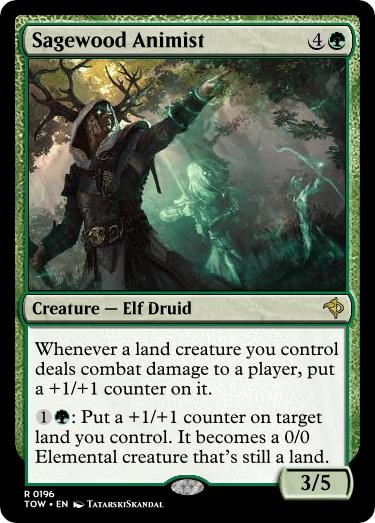 Sagewood Animist 4
Creature — Elf Druid
Whenever a land creature you control
deals combat damage to a player, put
a +1/+1 counter on it.
1 : Put a +1/+1 counter on target
land you control. It becomes a 0/0
Elemental creature that's still a land.
3/5
R 0196
TOW • EN TatarskiSkandal